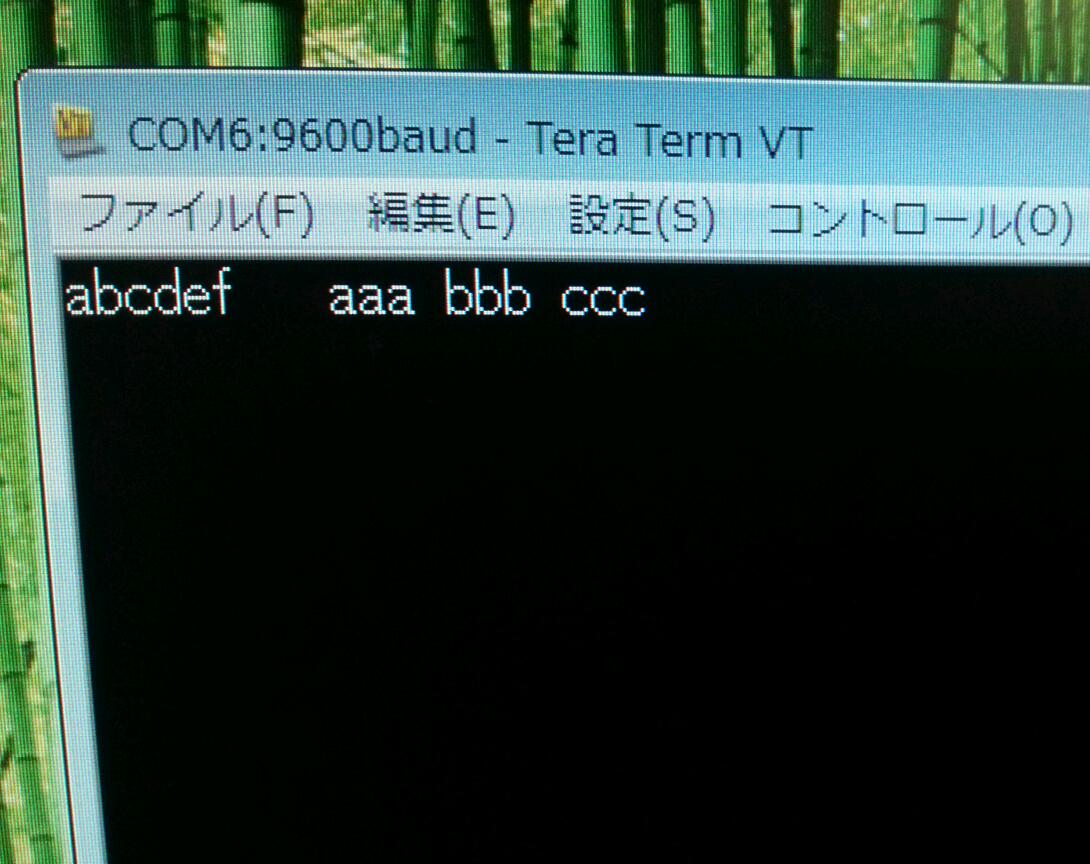 COM6:9600baud - Tera Term VT
ファイル(F) 編集(E) 設定(S) コントロール(O)
abcdef   aaa bbb ccc